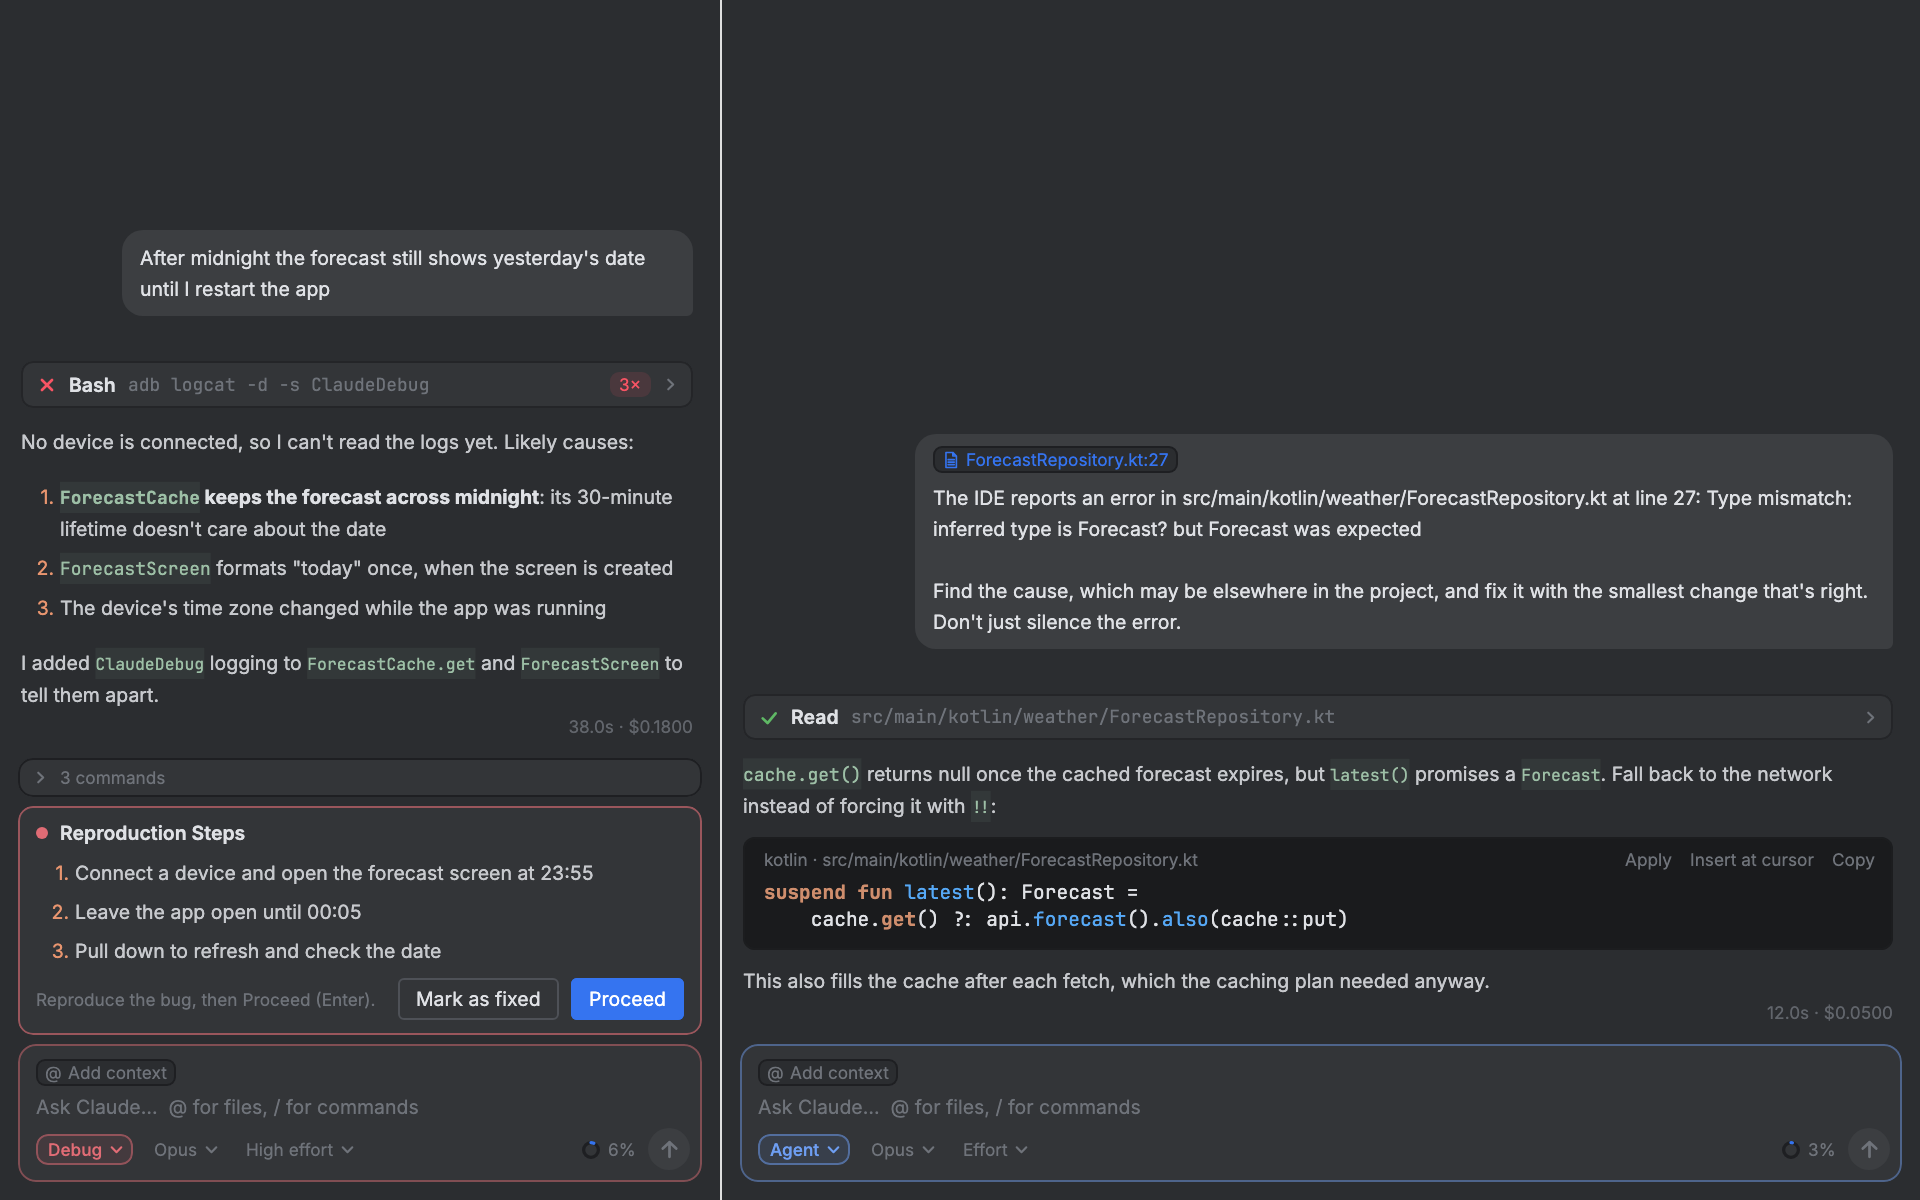 After midnight the forecast still shows yesterday's date
until I restart the app
Bash adb logcat -d -s ClaudeDebug 3×
No device is connected, so I can't read the logs yet. Likely causes:
1. ForecastCache keeps the forecast across midnight: its 30-minute
lifetime doesn't care about the date
2. ForecastScreen formats "today" once, when the screen is created
3. The device's time zone changed while the app was running
I added ClaudeDebug logging to ForecastCache.get and ForecastScreen to
tell them apart.
38.0s · $0.1800
3 commands
Reproduction Steps
1. Connect a device and open the forecast screen at 23:55
2. Leave the app open until 00:05
3. Pull down to refresh and check the date
Reproduce the bug, then Proceed (Enter). Mark as fixed Proceed
@ Add context
Ask Claude... @ for files, / for commands
Debug Opus High effort 6%
ForecastRepository.kt:27
The IDE reports an error in src/main/kotlin/weather/ForecastRepository.kt at line 27: Type mismatch:
inferred type is Forecast? but Forecast was expected
Find the cause, which may be elsewhere in the project, and fix it with the smallest change that's right.
Don't just silence the error.
Read src/main/kotlin/weather/ForecastRepository.kt
cache.get() returns null once the cached forecast expires, but latest() promises a Forecast. Fall back to the network
instead of forcing it with !!:
kotlin · src/main/kotlin/weather/ForecastRepository.kt Apply Insert at cursor Copy
suspend fun latest(): Forecast =
cache.get() ?: api.forecast().also(cache::put)
This also fills the cache after each fetch, which the caching plan needed anyway.
12.0s · $0.0500
@ Add context
Ask Claude... @ for files, / for commands
Agent Opus Effort 3%